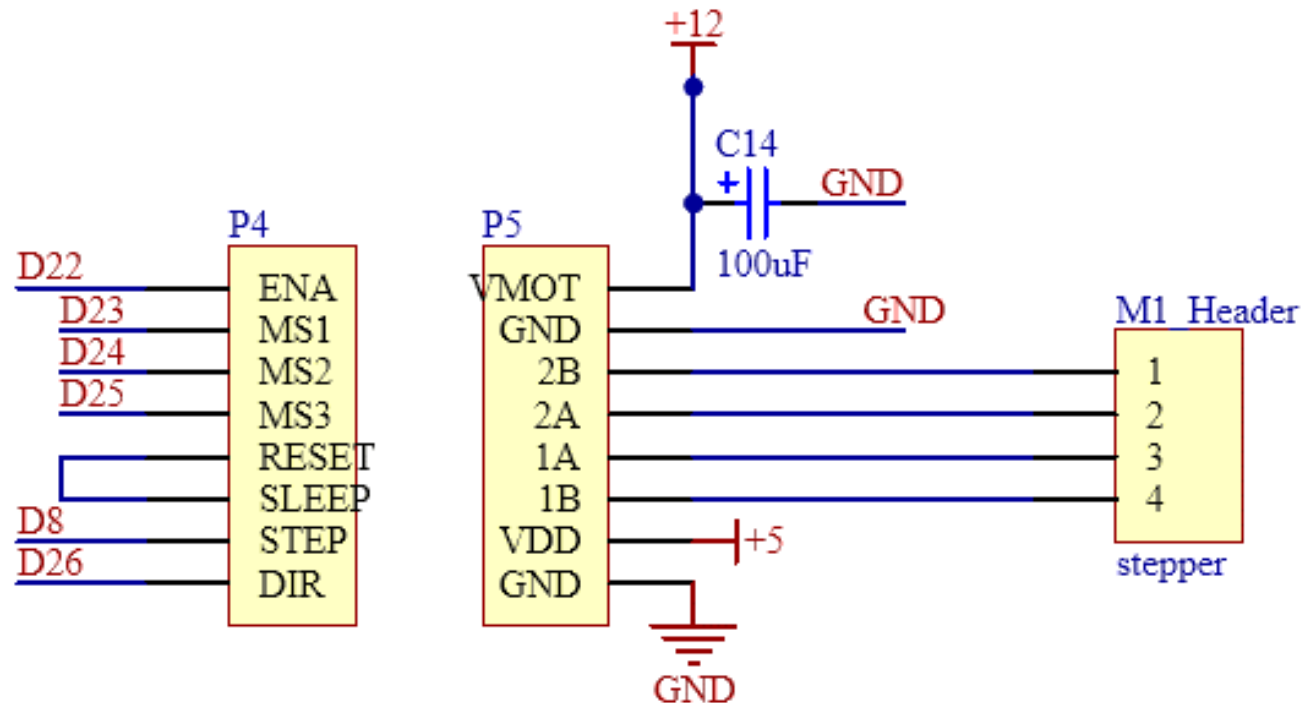 +12
C14
+
GND
100uF
P4
D22
D23
D24
D25
D8
D26
ENA
MS1
MS2
MS3
RESET
SLEEP
STEP
DIR
P5
VMOT
GND
2B
2A
1A
1B
VDD
GND
GND
+5
GND
M1_Header
1
2
3
4
stepper